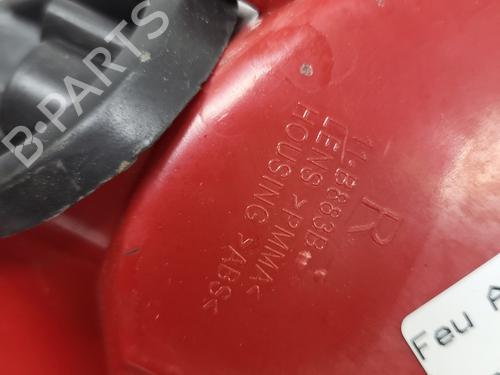 B-PARTS
R
11-B883B
LENS >PMMA<
HOUSING >ABS<
Feu A